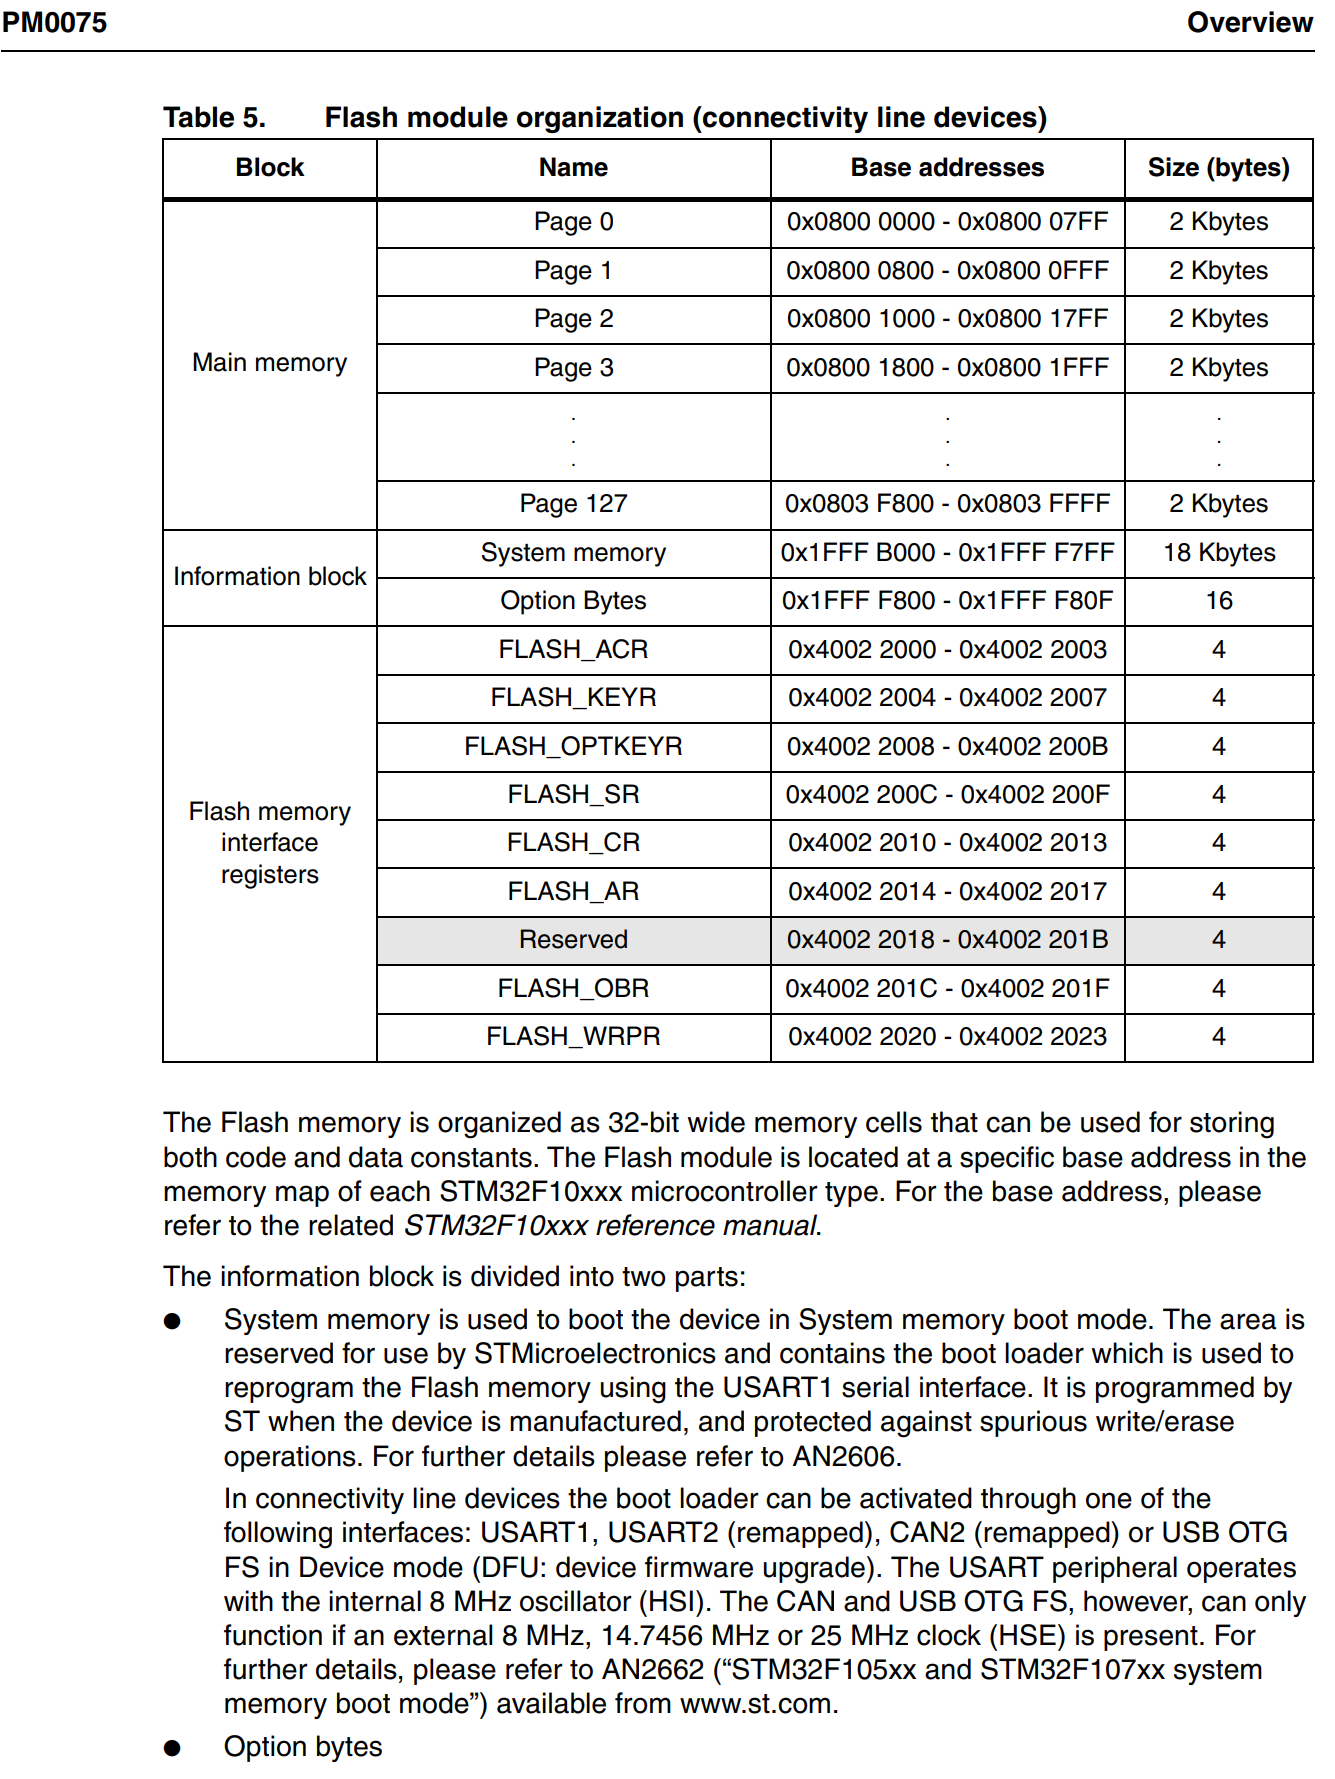 PM0075 Overview
Table 5. Flash module organization (connectivity line devices)
Block Name Base addresses Size (bytes)
Main memory
Page 0 0x0800 0000 - 0x0800 07FF 2 Kbytes
Page 1 0x0800 0800 - 0x0800 0FFF 2 Kbytes
Page 2 0x0800 1000 - 0x0800 17FF 2 Kbytes
Page 3 0x0800 1800 - 0x0800 1FFF 2 Kbytes
. . .
. . .
. . .
Page 127 0x0803 F800 - 0x0803 FFFF 2 Kbytes
Information block
System memory 0x1FFF B000 - 0x1FFF F7FF 18 Kbytes
Option Bytes 0x1FFF F800 - 0x1FFF F80F 16
Flash memory
interface
registers
FLASH_ACR 0x4002 2000 - 0x4002 2003 4
FLASH_KEYR 0x4002 2004 - 0x4002 2007 4
FLASH_OPTKEYR 0x4002 2008 - 0x4002 200B 4
FLASH_SR 0x4002 200C - 0x4002 200F 4
FLASH_CR 0x4002 2010 - 0x4002 2013 4
FLASH_AR 0x4002 2014 - 0x4002 2017 4
Reserved 0x4002 2018 - 0x4002 201B 4
FLASH_OBR 0x4002 201C - 0x4002 201F 4
FLASH_WRPR 0x4002 2020 - 0x4002 2023 4
The Flash memory is organized as 32-bit wide memory cells that can be used for storing
both code and data constants. The Flash module is located at a specific base address in the
memory map of each STM32F10xxx microcontroller type. For the base address, please
refer to the related STM32F10xxx reference manual.
The information block is divided into two parts:
● System memory is used to boot the device in System memory boot mode. The area is
reserved for use by STMicroelectronics and contains the boot loader which is used to
reprogram the Flash memory using the USART1 serial interface. It is programmed by
ST when the device is manufactured, and protected against spurious write/erase
operations. For further details please refer to AN2606.
In connectivity line devices the boot loader can be activated through one of the
following interfaces: USART1, USART2 (remapped), CAN2 (remapped) or USB OTG
FS in Device mode (DFU: device firmware upgrade). The USART peripheral operates
with the internal 8 MHz oscillator (HSI). The CAN and USB OTG FS, however, can only
function if an external 8 MHz, 14.7456 MHz or 25 MHz clock (HSE) is present. For
further details, please refer to AN2662 (“STM32F105xx and STM32F107xx system
memory boot mode”) available from www.st.com.
● Option bytes